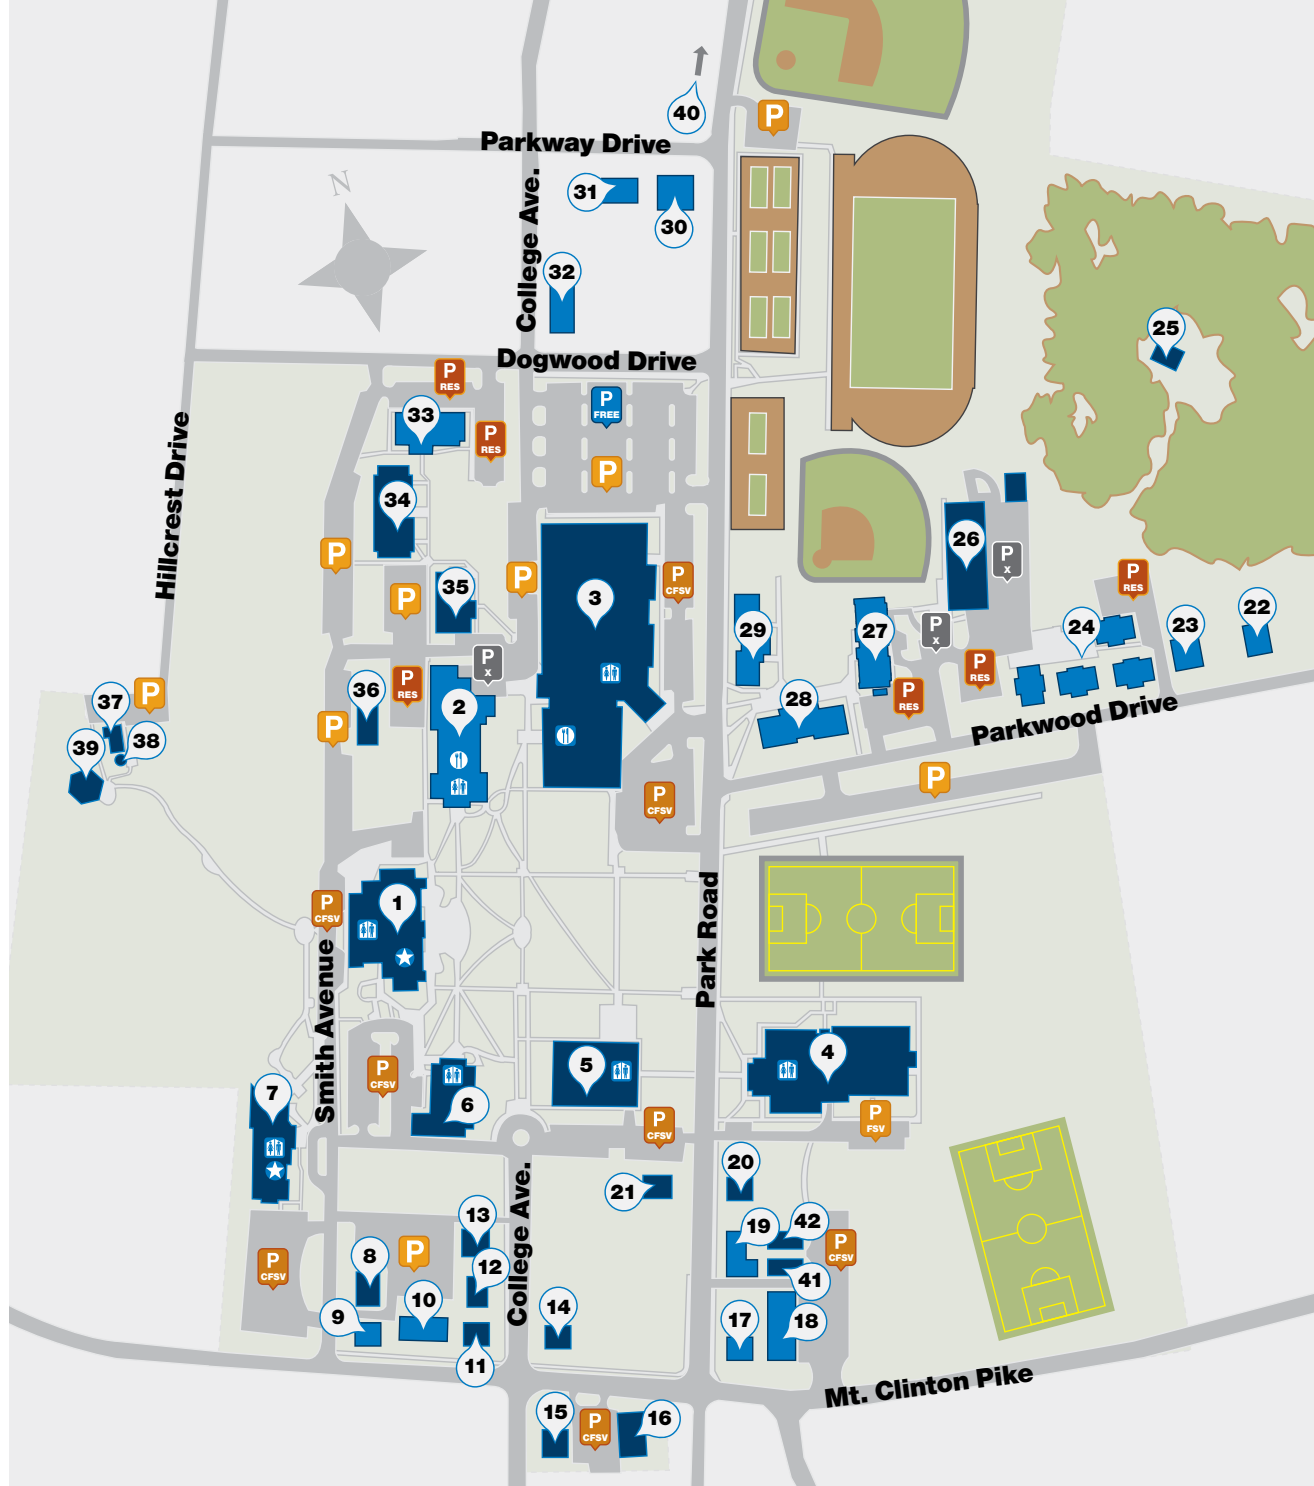 40
P
Parkway Drive
N
31
College Ave.
30
32
25
Dogwood Drive
P
RES
P
FREE
33
P
RES
Hillcrest Drive
P
34
26
P
P
x
P
P
CFSV
P
RES
35
P
3
22
29
27
P
x
24
23
P
x
P
RES
P
RES
36
P
RES
37
P
2
28
Parkwood Drive
P
38
39
P
P
CFSV
1
P
CFSV
Park Road
Smith Avenue
4
5
P
CFSV
7
6
P
CFSV
P
FSV
20
21
College Ave.
13
19
42
8
P
P
CFSV
P
CFSV
12
41
10
14
9
17
18
11
Mt. Clinton Pike
15
P
CFSV
16